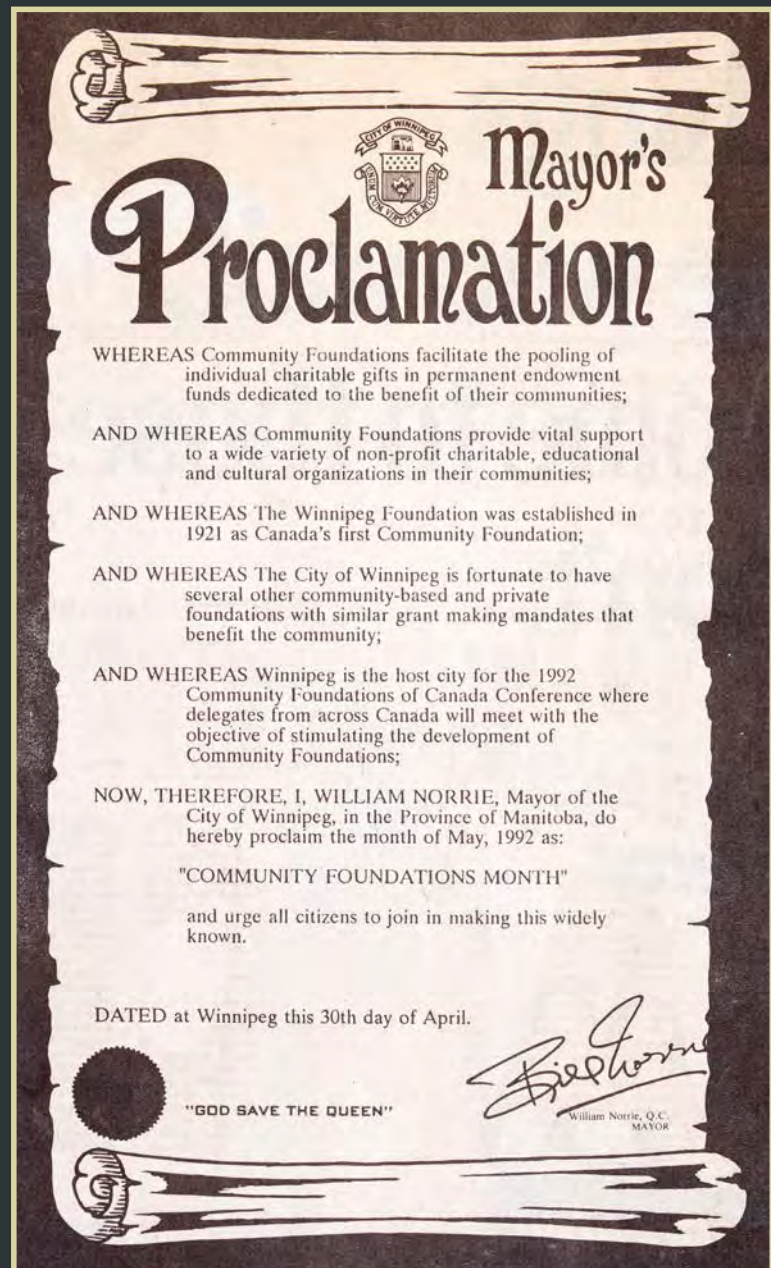 CITY OF WINNIPEG
UNUM CUM VIRTUTE MULTORUM
Mayor's
Proclamation
WHEREAS Community Foundations facilitate the pooling of
individual charitable gifts in permanent endowment
funds dedicated to the benefit of their communities;
AND WHEREAS Community Foundations provide vital support
to a wide variety of non-profit charitable, educational
and cultural organizations in their communities;
AND WHEREAS The Winnipeg Foundation was established in
1921 as Canada's first Community Foundation;
AND WHEREAS The City of Winnipeg is fortunate to have
several other community-based and private
foundations with similar grant making mandates that
benefit the community;
AND WHEREAS Winnipeg is the host city for the 1992
Community Foundations of Canada Conference where
delegates from across Canada will meet with the
objective of stimulating the development of
Community Foundations;
NOW, THEREFORE, I, WILLIAM NORRIE, Mayor of the
City of Winnipeg, in the Province of Manitoba, do
hereby proclaim the month of May, 1992 as:
"COMMUNITY FOUNDATIONS MONTH"
and urge all citizens to join in making this widely
known.
DATED at Winnipeg this 30th day of April.
Bill Norrie
"GOD SAVE THE QUEEN"
William Norrie, Q.C.
MAYOR